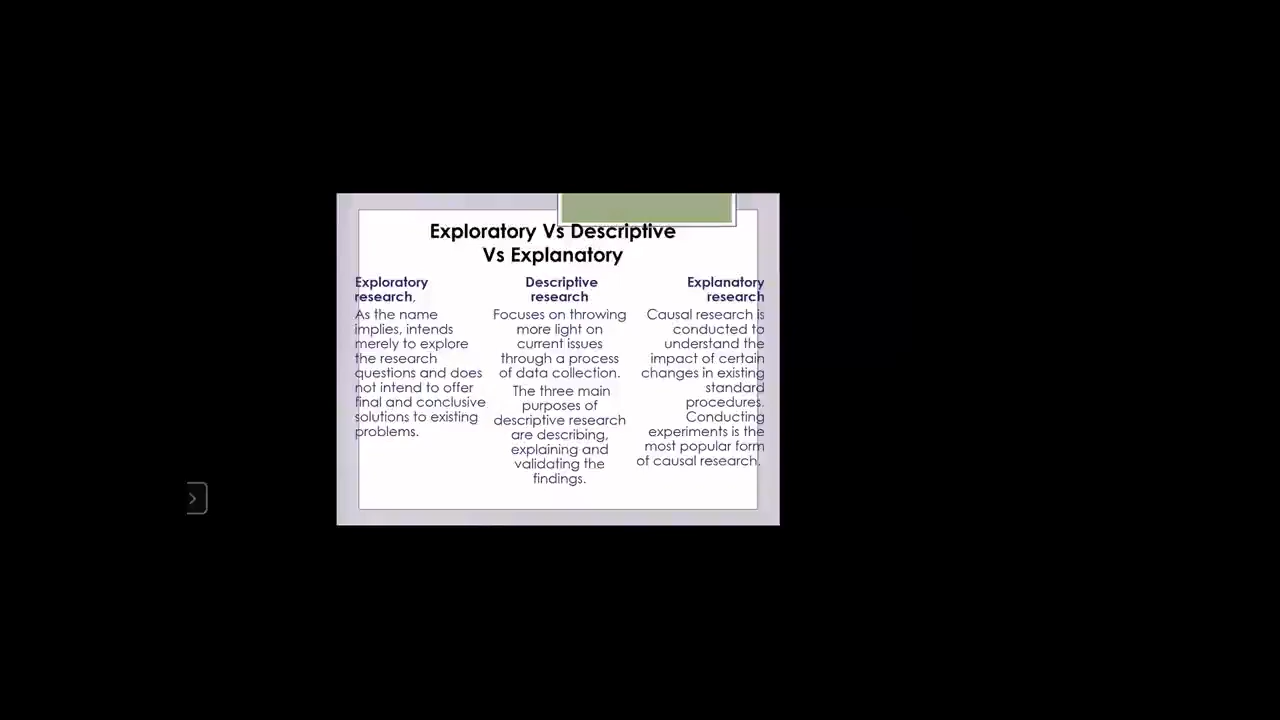 Exploratory Vs Descriptive
Vs Explanatory
Exploratory
research,
As the name
implies, intends
merely to explore
the research
questions and does
not intend to offer
final and conclusive
solutions to existing
problems.
Descriptive
research
Focuses on throwing
more light on
current issues
through a process
of data collection.
The three main
purposes of
descriptive research
are describing,
explaining and
validating the
findings.
Explanatory
research
Causal research is
conducted to
understand the
impact of certain
changes in existing
standard
procedures.
Conducting
experiments is the
most popular form
of causal research.